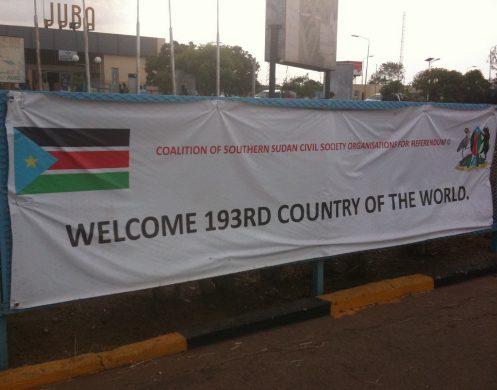 JUBA
COALITION OF SOUTHERN SUDAN CIVIL SOCIETY ORGANISATIONS FOR REFERENDUM
WELCOME 193RD COUNTRY OF THE WORLD.